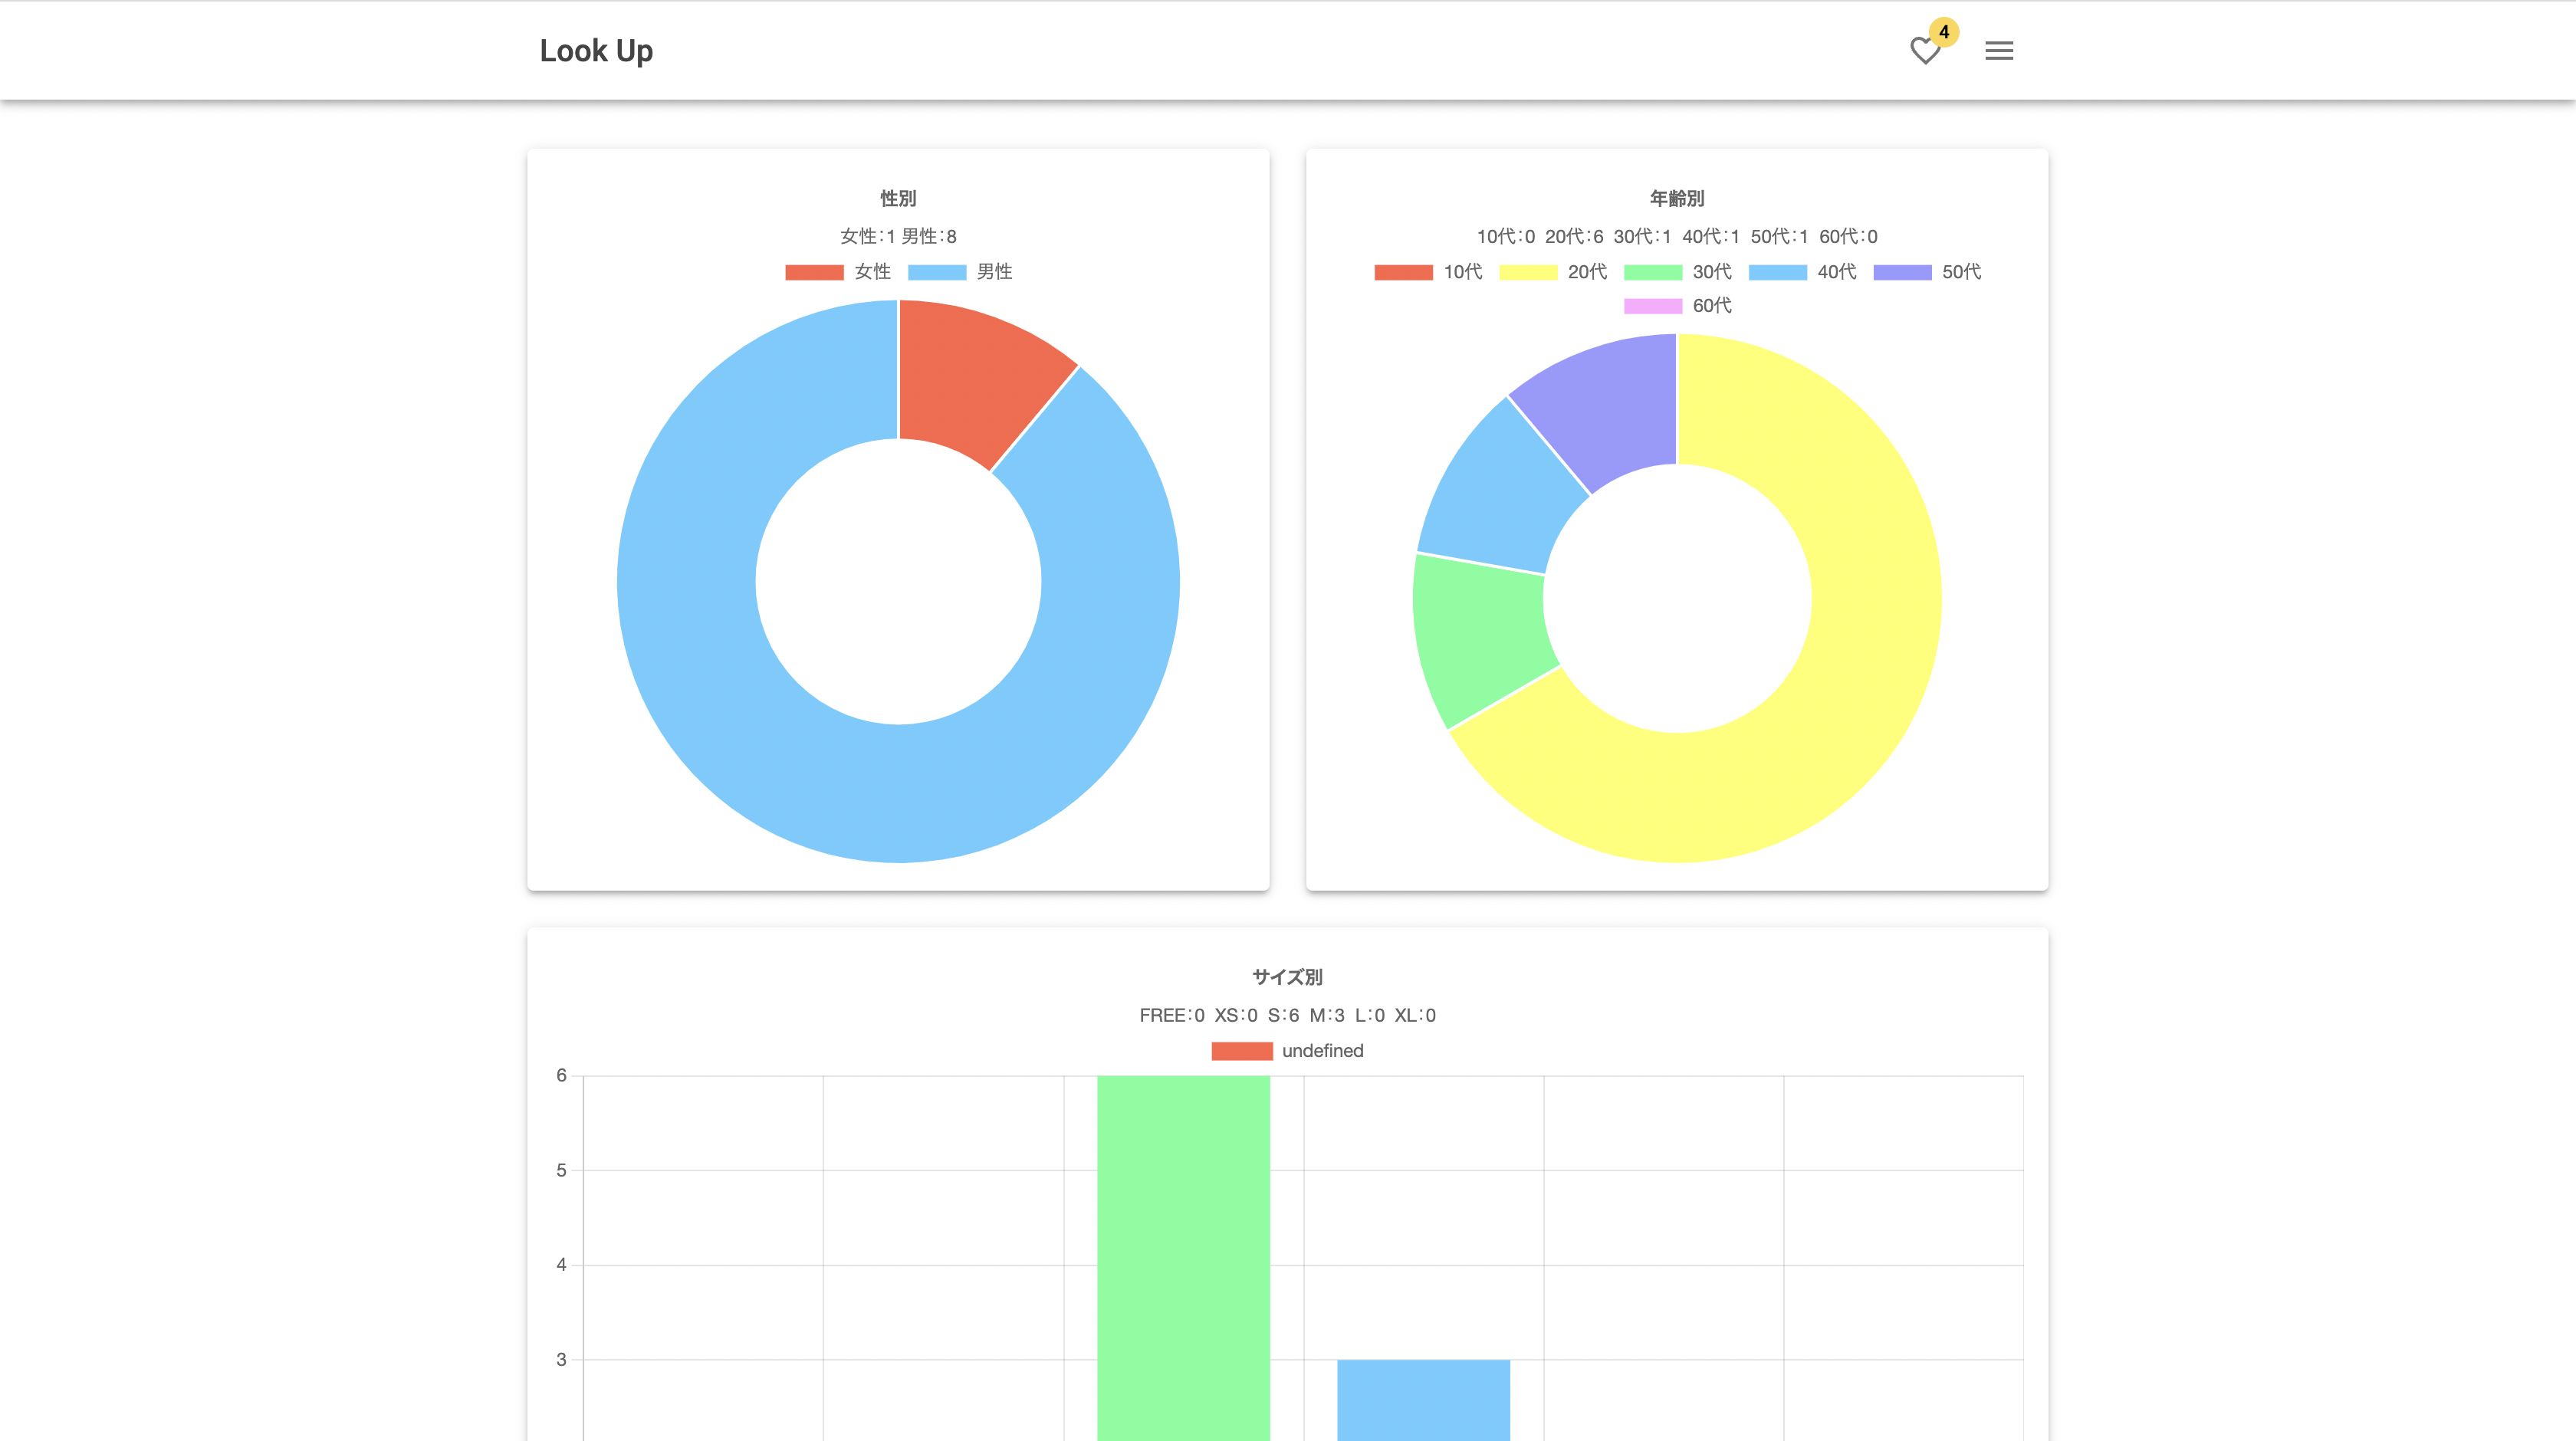 Look Up
4
性別
女性：1 男性：8
女性 男性
年齢別
10代：0 20代：6 30代：1 40代：1 50代：1 60代：0
10代 20代 30代 40代 50代
60代
サイズ別
FREE：0 XS：0 S：6 M：3 L：0 XL：0
undefined
6
5
4
3